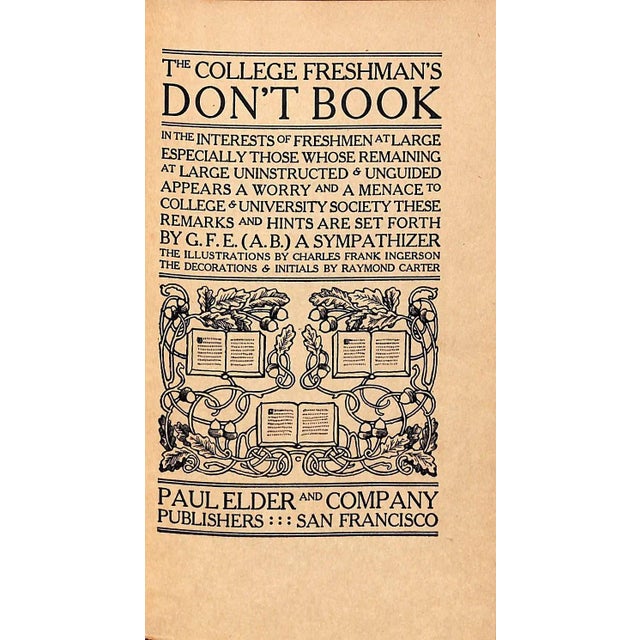 THE COLLEGE FRESHMAN'S
DON'T BOOK
IN THE INTERESTS OF FRESHMEN AT LARGE
ESPECIALLY THOSE WHOSE REMAINING
AT LARGE UNINSTRUCTED & UNGUIDED
APPEARS A WORRY AND A MENACE TO
COLLEGE & UNIVERSITY SOCIETY THESE
REMARKS AND HINTS ARE SET FORTH
BY G. F. E. (A. B.) A SYMPATHIZER
THE ILLUSTRATIONS BY CHARLES FRANK INGERSON
THE DECORATIONS & INITIALS BY RAYMOND CARTER
PAUL ELDER AND COMPANY
PUBLISHERS : : : SAN FRANCISCO